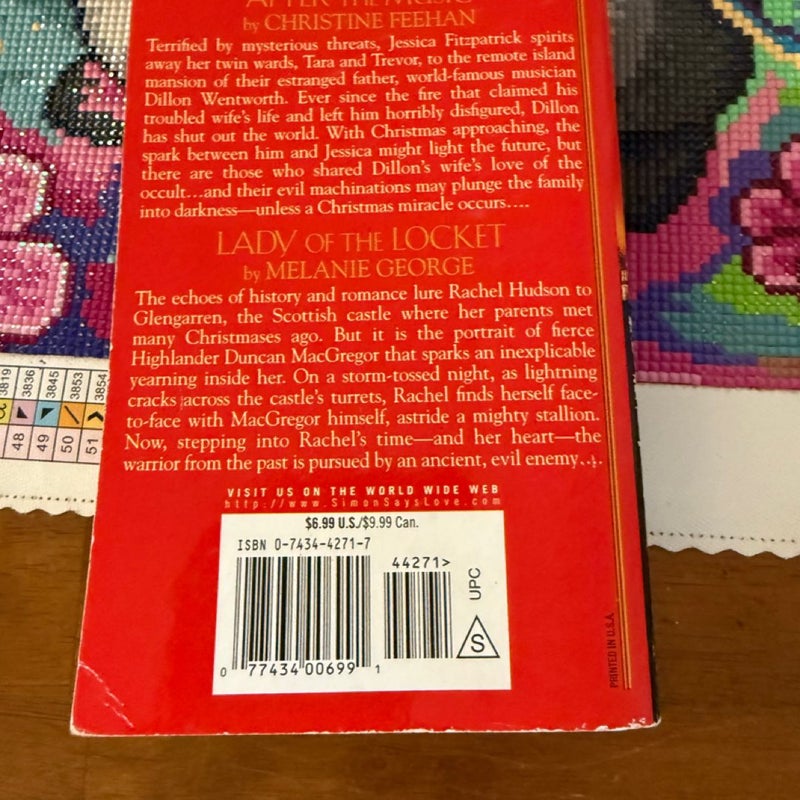 AFTER THE MUSIC
by CHRISTINE FEEHAN
Terrified by mysterious threats, Jessica Fitzpatrick spirits
away her twin wards, Tara and Trevor, to the remote island
mansion of their estranged father, world-famous musician
Dillon Wentworth. Ever since the fire that claimed his
troubled wife's life and left him horribly disfigured, Dillon
has shut out the world. With Christmas approaching, the
spark between him and Jessica might light the future, but
there are those who shared Dillon's wife's love of the
occult...and their evil machinations may plunge the family
into darkness—unless a Christmas miracle occurs....
LADY OF THE LOCKET
by MELANIE GEORGE
The echoes of history and romance lure Rachel Hudson to
Glengarren, the Scottish castle where her parents met
many Christmases ago. But it is the portrait of fierce
Highlander Duncan MacGregor that sparks an inexplicable
yearning inside her. On a storm-tossed night, as lightning
cracks across the castle's turrets, Rachel finds herself face-
to-face with MacGregor himself, astride a mighty stallion.
Now, stepping into Rachel's time—and her heart—the
warrior from the past is pursued by an ancient, evil enemy....
VISIT US ON THE WORLD WIDE WEB
http://www.SimonSaysLove.com
$6.99 U.S./$9.99 Can.
ISBN 0-7434-4271-7
44271>
UPC
S
0 77434 00699 1
PRINTED IN U.S.A.
3819
3836
3845
3853
3854
48
49
50
51